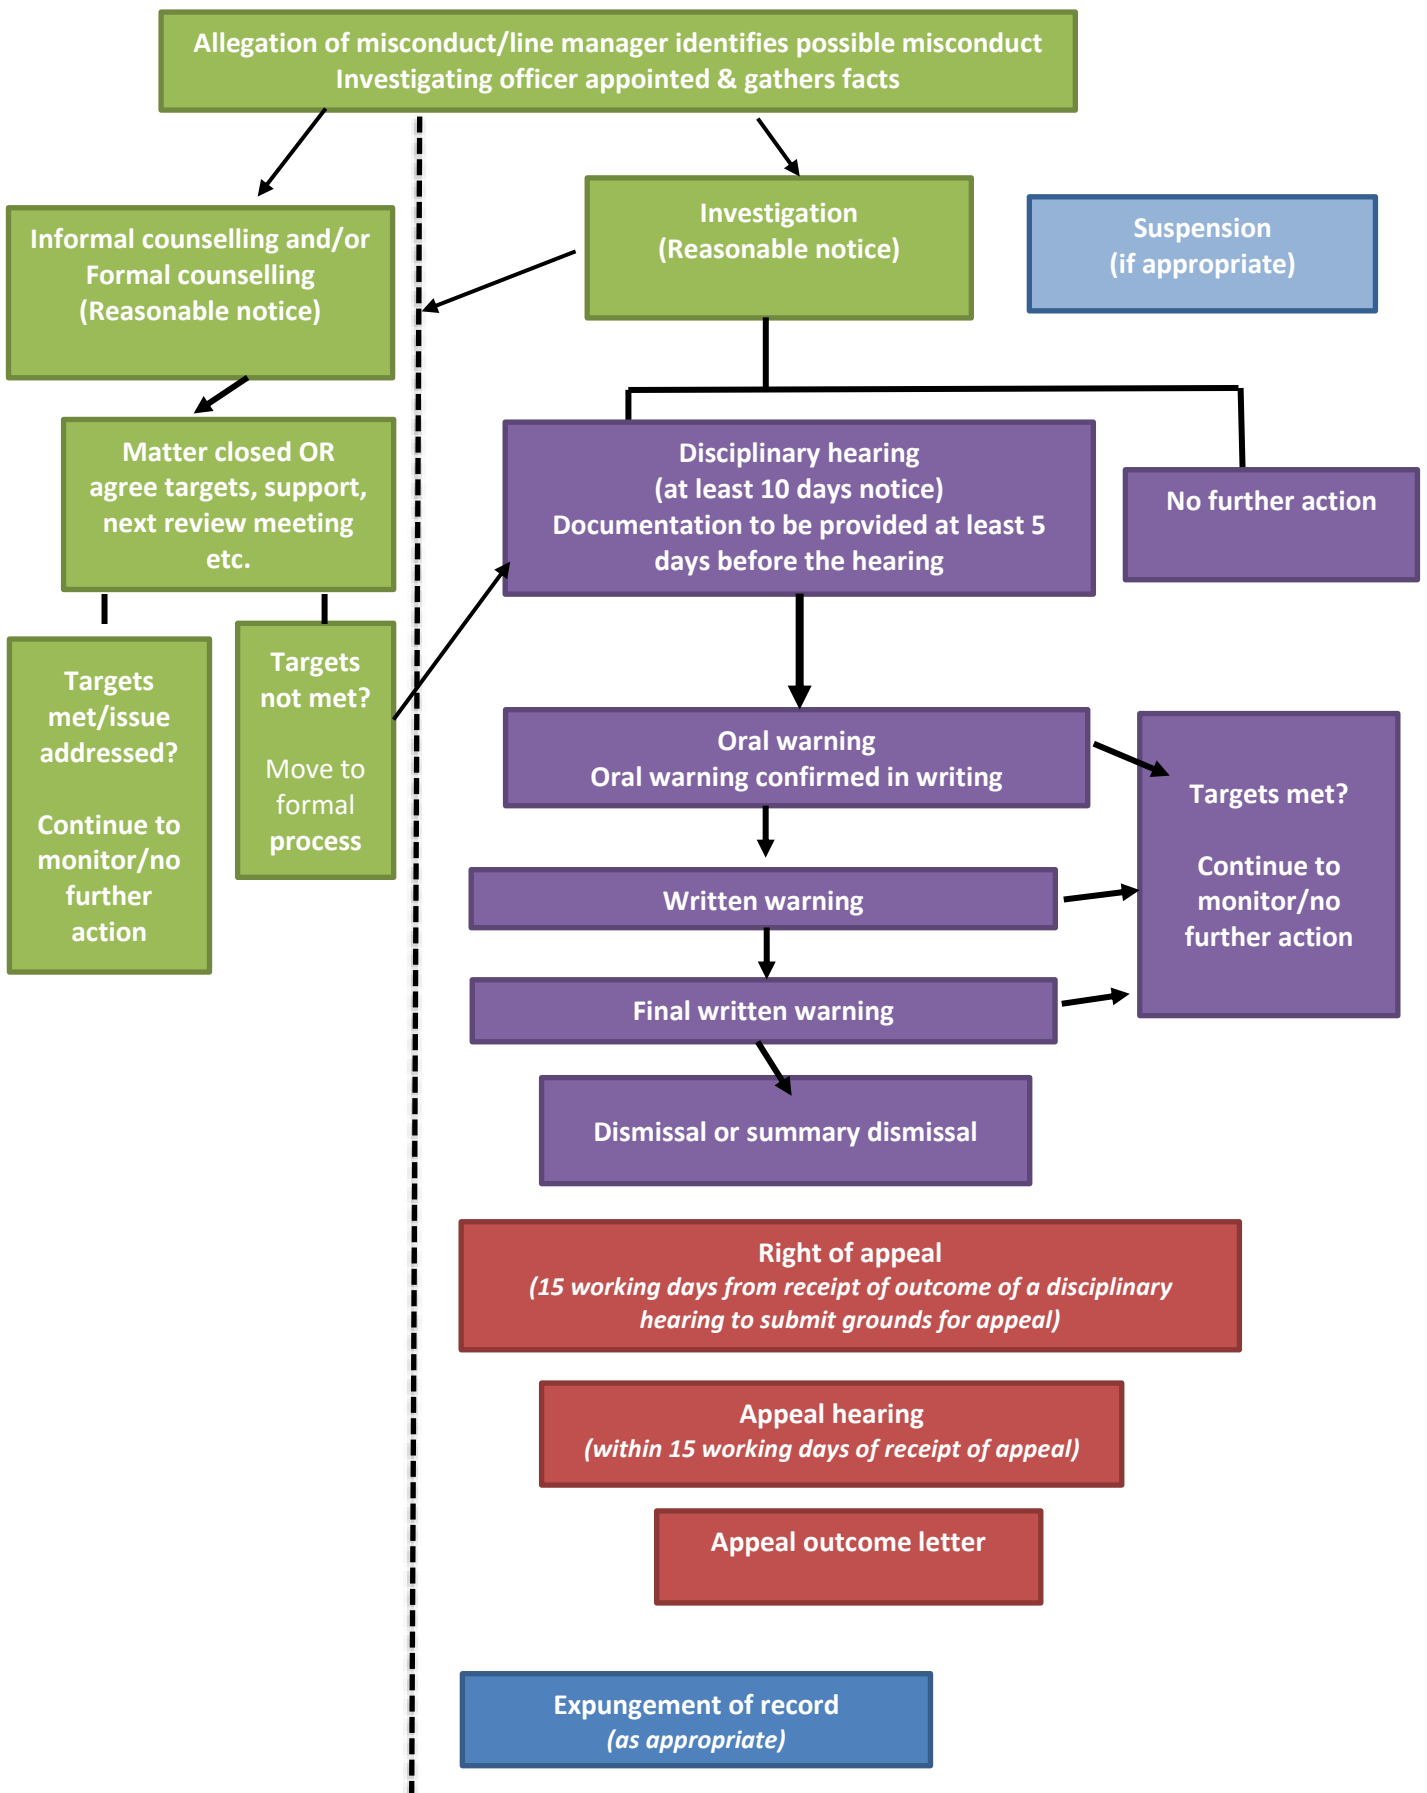 Allegation of misconduct/line manager identifies possible misconduct
Investigating officer appointed & gathers facts
Informal counselling and/or
Formal counselling
(Reasonable notice)
Investigation
(Reasonable notice)
Suspension
(if appropriate)
Matter closed OR
agree targets, support,
next review meeting
etc.
Disciplinary hearing
(at least 10 days notice)
Documentation to be provided at least 5
days before the hearing
No further action
Targets
met/issue
addressed?
Continue to
monitor/no
further
action
Targets
not met?
Move to
formal
process
Oral warning
Oral warning confirmed in writing
Targets met?
Continue to
monitor/no
further action
Written warning
Final written warning
Dismissal or summary dismissal
Right of appeal
(15 working days from receipt of outcome of a disciplinary
hearing to submit grounds for appeal)
Appeal hearing
(within 15 working days of receipt of appeal)
Appeal outcome letter
Expungement of record
(as appropriate)